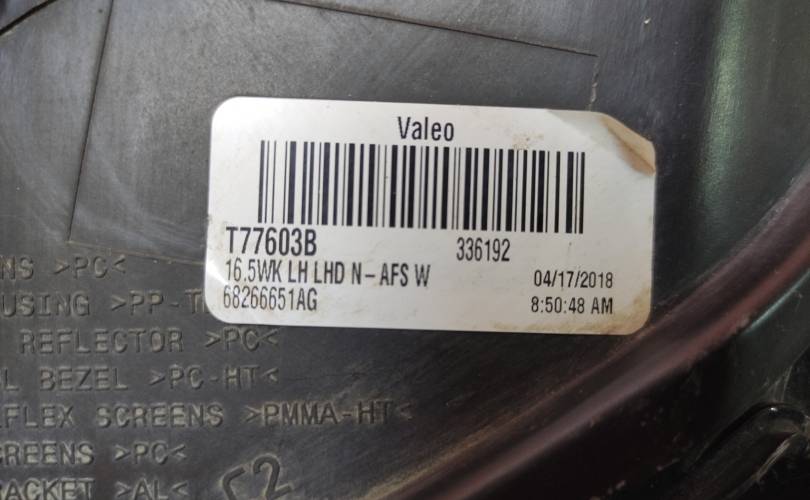 Valeo
T77603B
336192
16.5WK LH LHD N-AFS W
04/17/2018
68266651AG
8:50:48 AM
NS >PC<
USING >PP-T
REFLECTOR >PC<
L BEZEL >PC-HT<
FLEX SCREENS >PMMA-HT<
REENS >PC<
ACKET >AL<